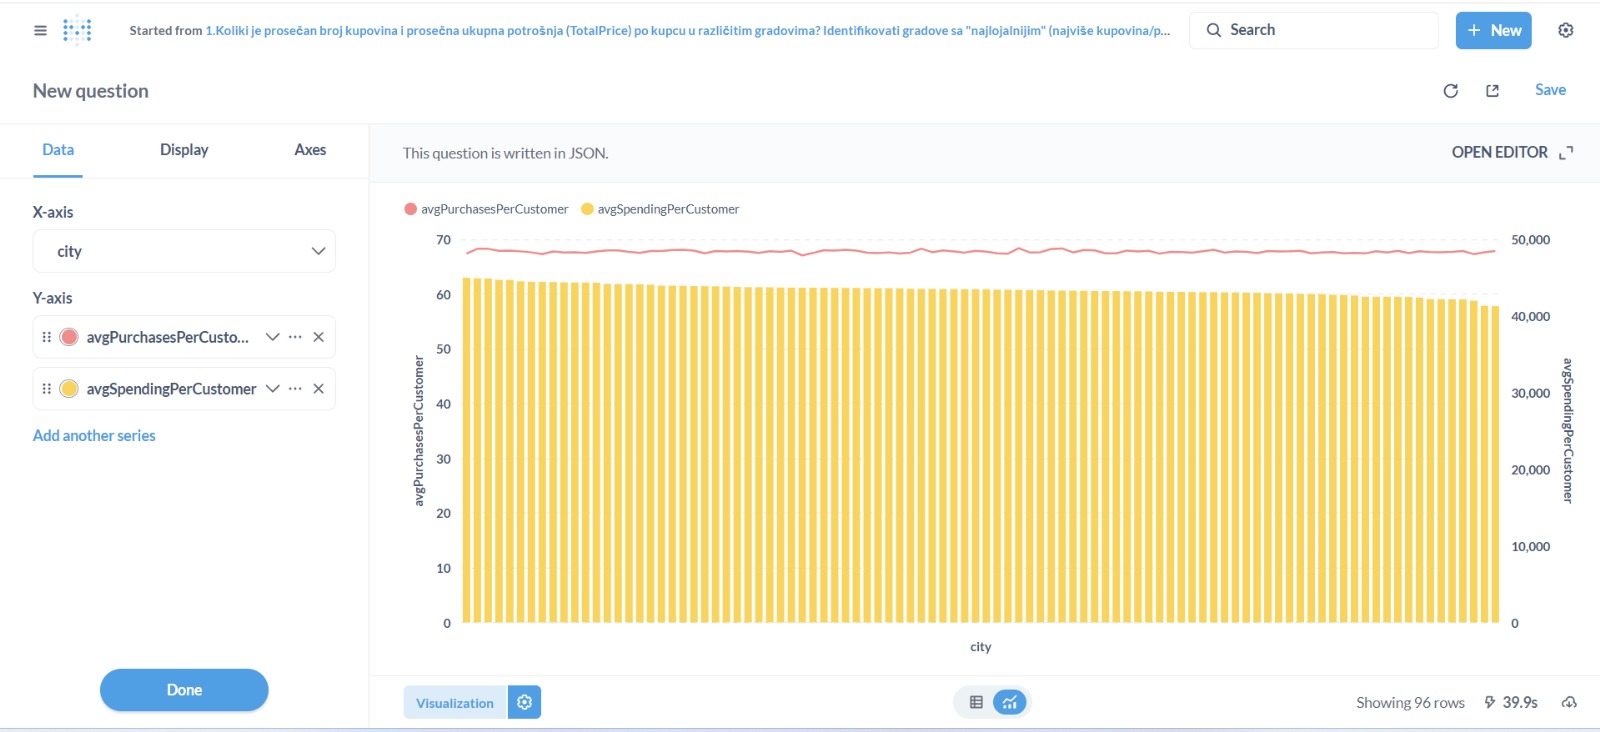 Started from 1.Koliki je prosečan broj kupovina i prosečna ukupna potrošnja (TotalPrice) po kupcu u različitim gradovima? Identifikovati gradove sa "najlojalnijim" (najviše kupovina/p...
Search
+ New
New question
Save
Data
Display
Axes
This question is written in JSON.
OPEN EDITOR
X-axis
city
Y-axis
avgPurchasesPerCusto...
avgSpendingPerCustomer
Add another series
Done
avgPurchasesPerCustomer
avgSpendingPerCustomer
70
60
50
40
30
20
10
0
avgPurchasesPerCustomer
50,000
40,000
30,000
20,000
10,000
0
avgSpendingPerCustomer
city
Visualization
Showing 96 rows
39.9s